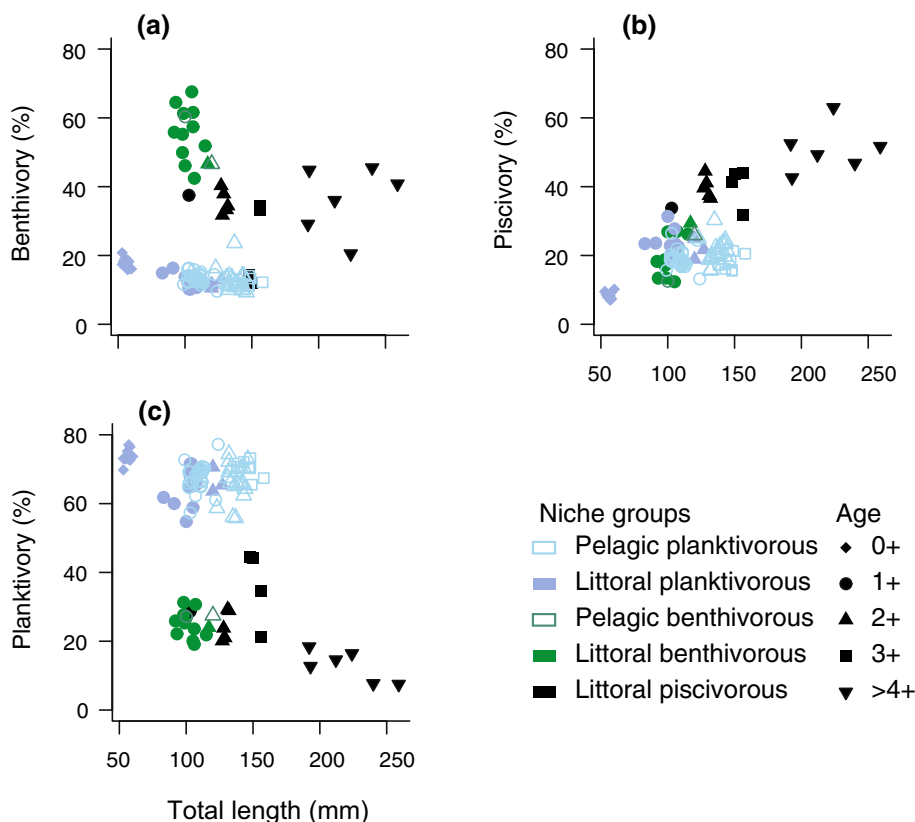 (a)
Benthivory (%)
80
60
40
20
0
(b)
Piscivory (%)
80
60
40
20
0
50 100 150 200 250
(c)
Planktivory (%)
80
60
40
20
0
50 100 150 200 250
Total length (mm)
Niche groups
Pelagic planktivorous
Littoral planktivorous
Pelagic benthivorous
Littoral benthivorous
Littoral piscivorous
Age
0+
1+
2+
3+
>4+